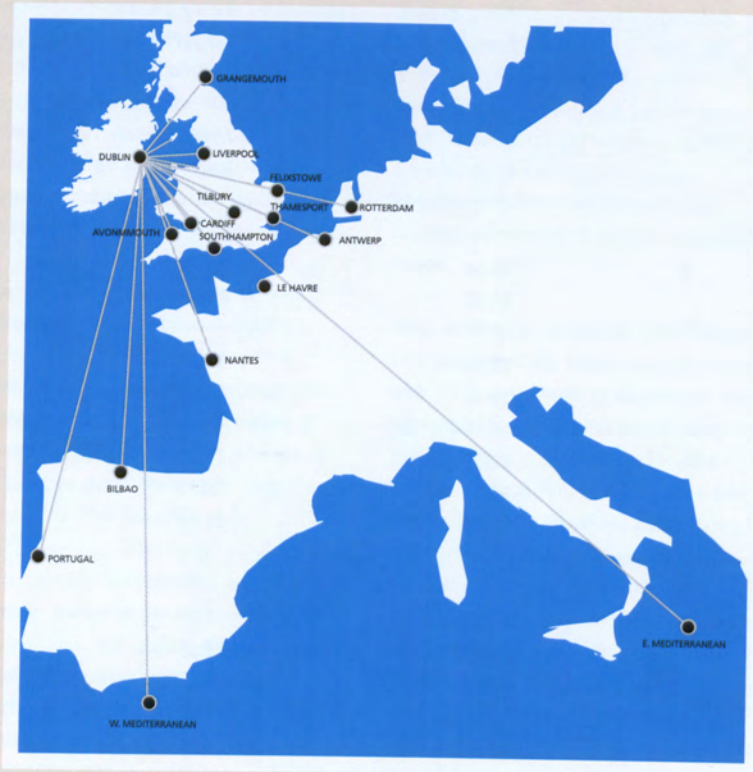 GRANGEMOUTH
DUBLIN
LIVERPOOL
FELIXSTOWE
TILBURY
THAMESPORT
ROTTERDAM
CARDIFF
AVONMMOUTH
SOUTHHAMPTON
ANTWERP
LE HAVRE
NANTES
BILBAO
PORTUGAL
E. MEDITERRANEAN
W. MEDITERRANEAN